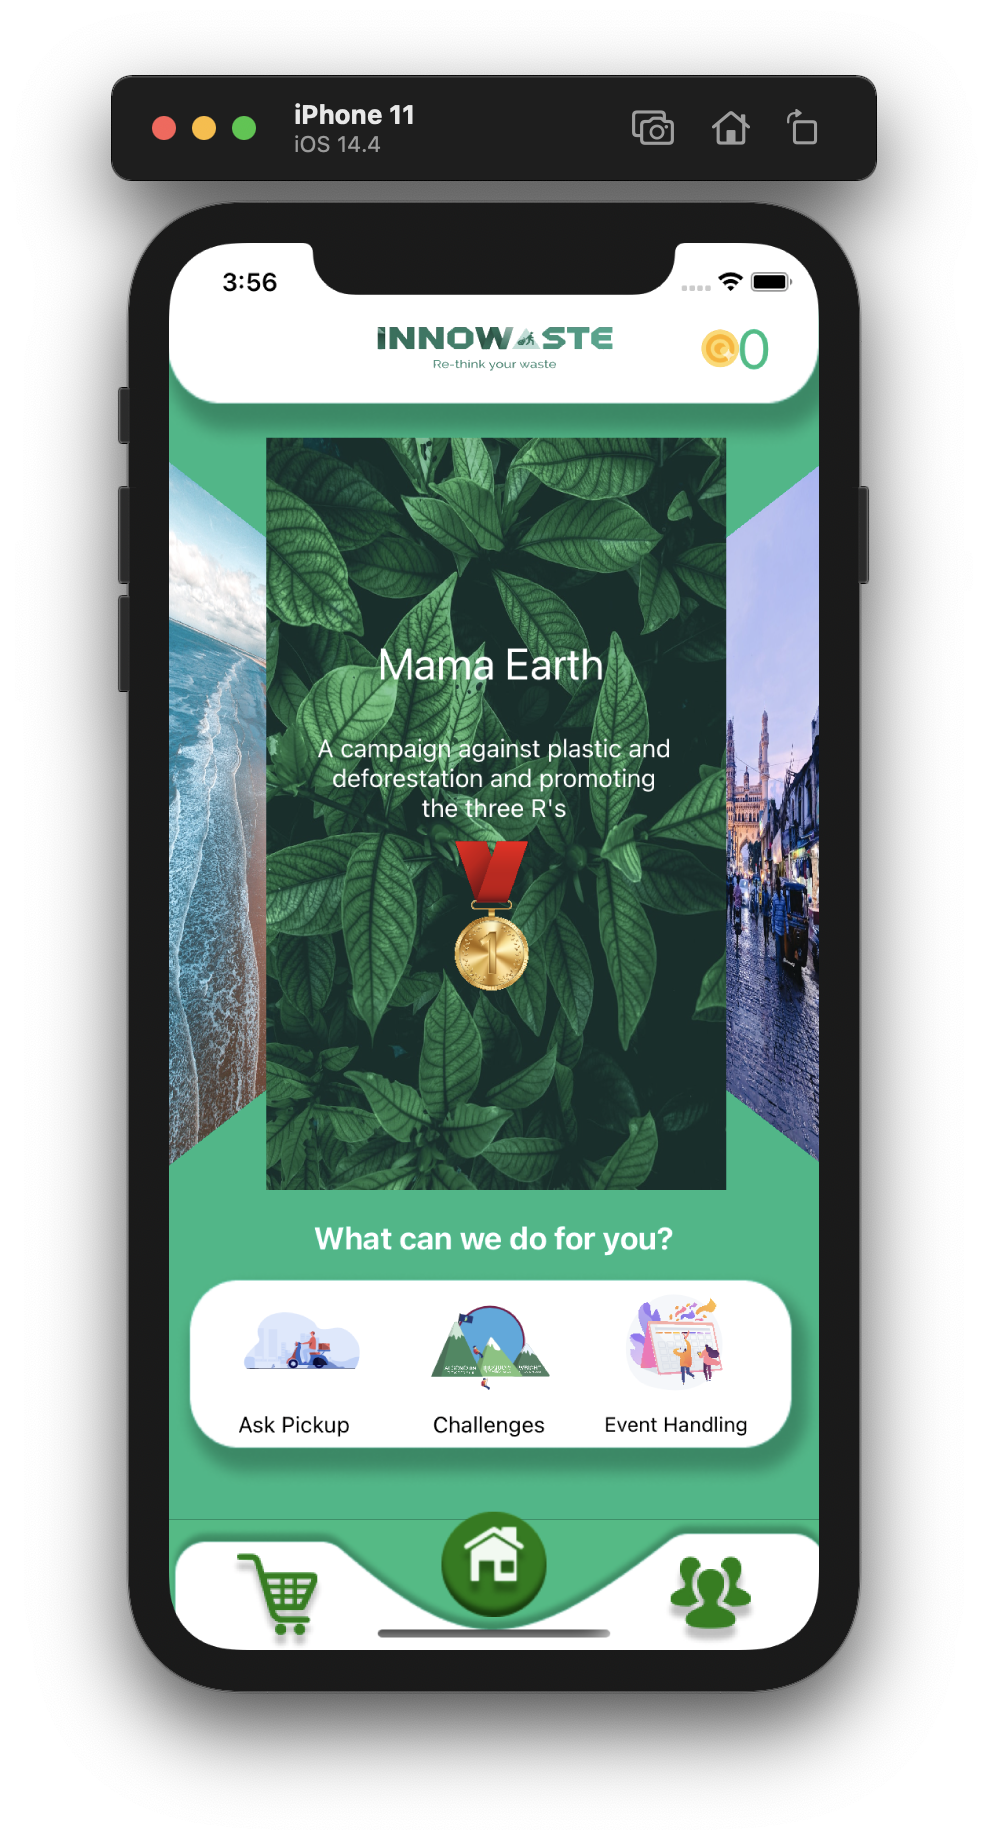 iPhone 11
iOS 14.4
3:56
INNOWASTE
Re-think your waste
0
Mama Earth
A campaign against plastic and
deforestation and promoting
the three R's
1
What can we do for you?
Ask Pickup
Challenges
Event Handling